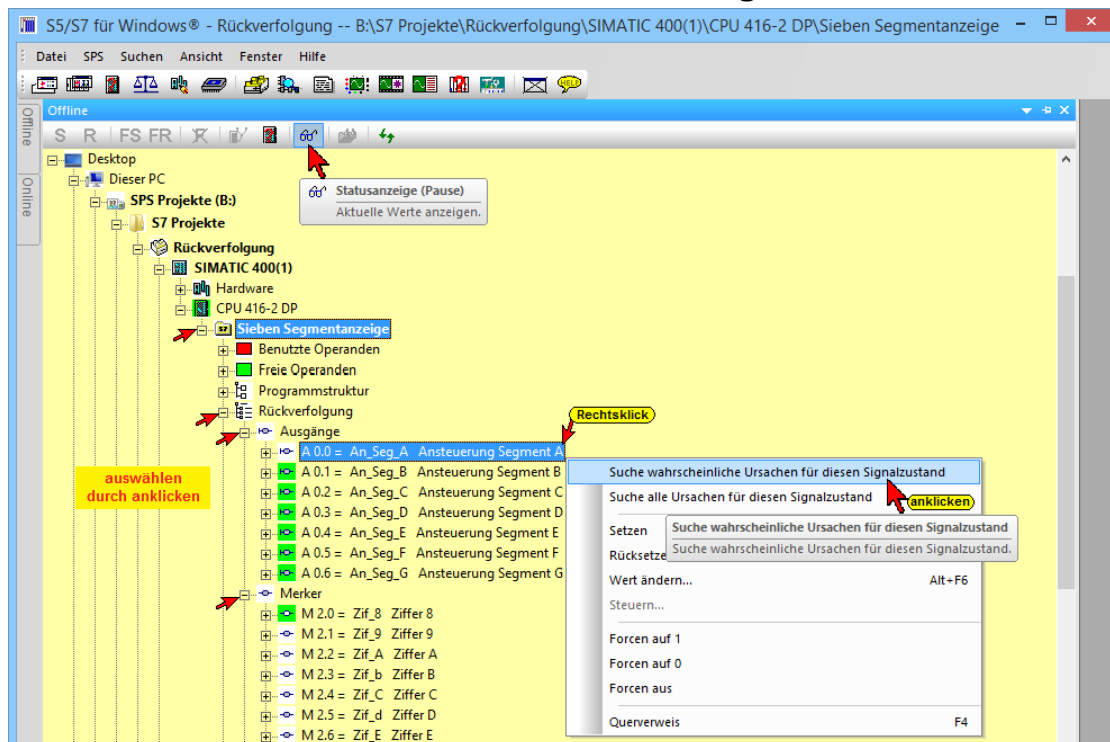 S5/S7 für Windows® - Rückverfolgung -- B:\S7 Projekte\Rückverfolgung\SIMATIC 400(1)\CPU 416-2 DP\Sieben Segmentanzeige
Datei SPS Suchen Ansicht Fenster Hilfe
HELP
Offline
Online
Offline
S R FS FR
Desktop
Dieser PC
SPS Projekte (B:)
S7 Projekte
Rückverfolgung
SIMATIC 400(1)
Hardware
CPU 416-2 DP
Sieben Segmentanzeige
Benutzte Operanden
Freie Operanden
Programmstruktur
Rückverfolgung
Ausgänge
A 0.0 = An_Seg_A Ansteuerung Segment A
A 0.1 = An_Seg_B Ansteuerung Segment B
A 0.2 = An_Seg_C Ansteuerung Segment C
A 0.3 = An_Seg_D Ansteuerung Segment D
A 0.4 = An_Seg_E Ansteuerung Segment E
A 0.5 = An_Seg_F Ansteuerung Segment F
A 0.6 = An_Seg_G Ansteuerung Segment G
Merker
M 2.0 = Zif_8 Ziffer 8
M 2.1 = Zif_9 Ziffer 9
M 2.2 = Zif_A Ziffer A
M 2.3 = Zif_b Ziffer B
M 2.4 = Zif_C Ziffer C
M 2.5 = Zif_d Ziffer D
M 2.6 = Zif_E Ziffer E
Statusanzeige (Pause)
Aktuelle Werte anzeigen.
auswählen
durch anklicken
Rechtsklick
Suche wahrscheinliche Ursachen für diesen Signalzustand
Suche alle Ursachen für diesen Signalzustand
anklicken
Setzen
Rücksetze
Suche wahrscheinliche Ursachen für diesen Signalzustand
Suche wahrscheinliche Ursachen für diesen Signalzustand.
Wert ändern... Alt+F6
Steuern...
Forcen auf 1
Forcen auf 0
Forcen aus
Querverweis F4